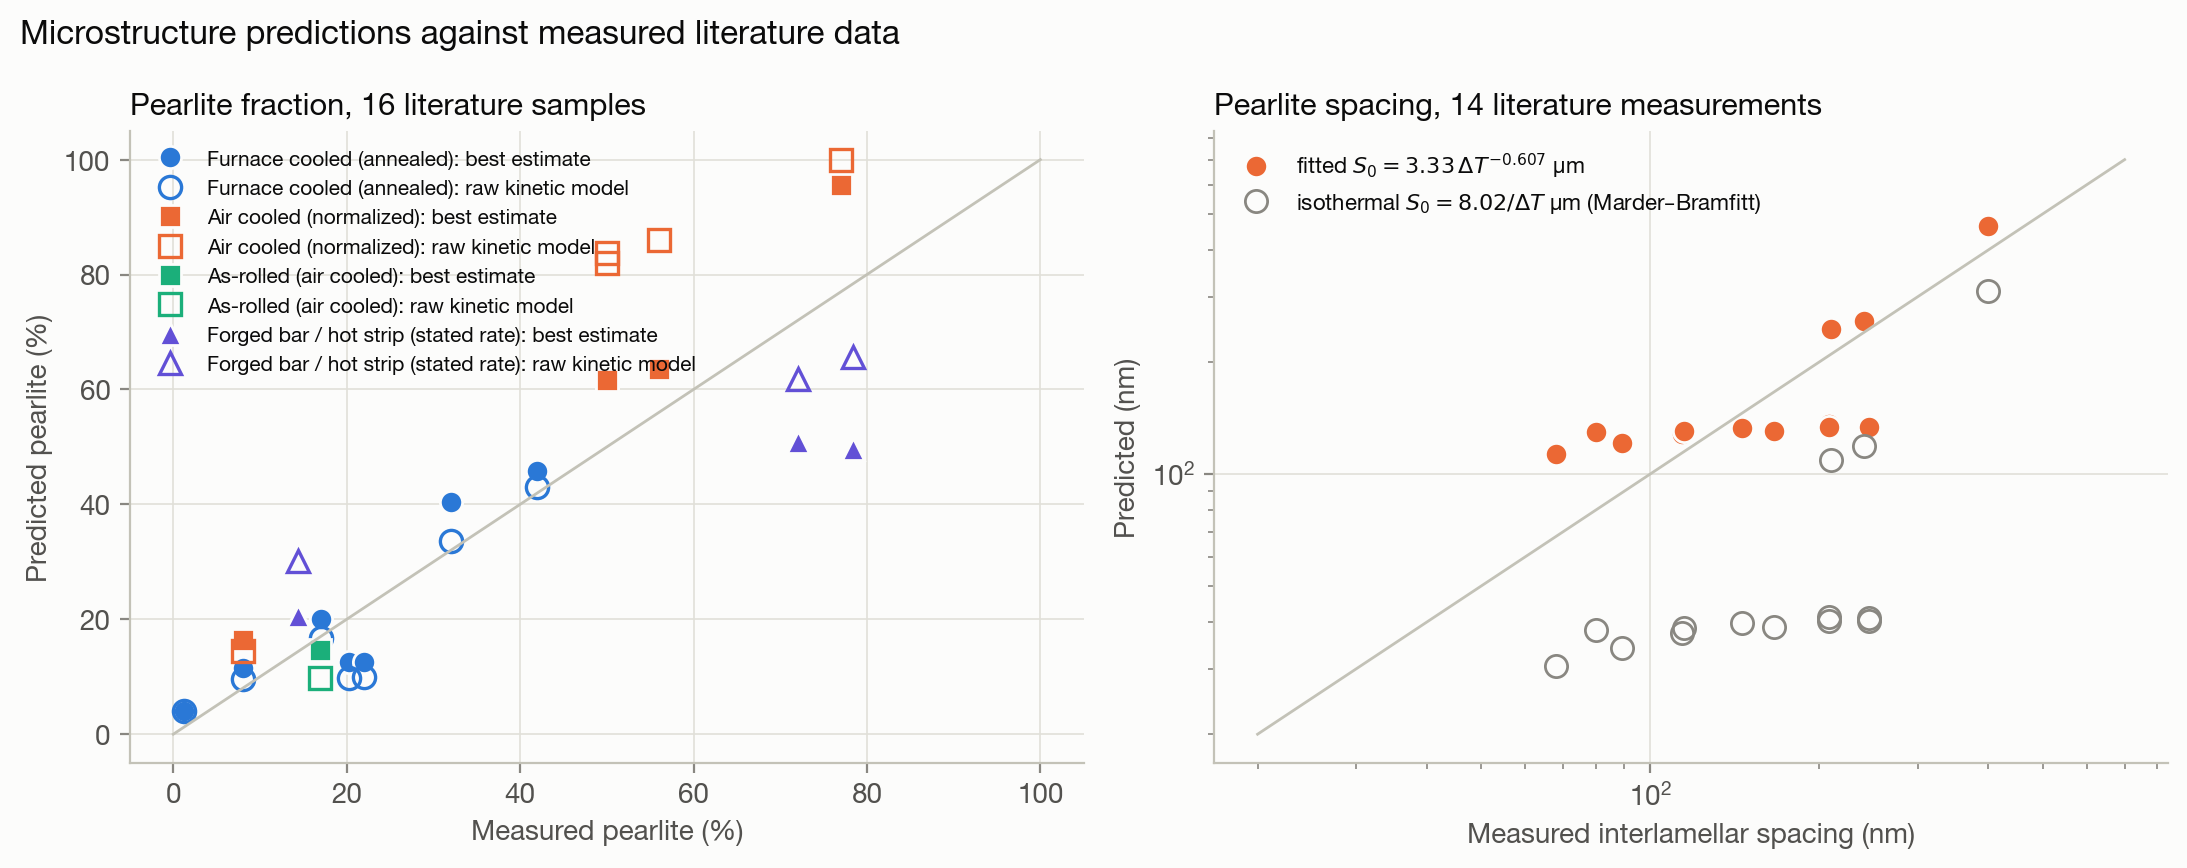 Microstructure predictions against measured literature data
Pearlite fraction, 16 literature samples
Furnace cooled (annealed): best estimate
Furnace cooled (annealed): raw kinetic model
Air cooled (normalized): best estimate
Air cooled (normalized): raw kinetic model
As-rolled (air cooled): best estimate
As-rolled (air cooled): raw kinetic model
Forged bar / hot strip (stated rate): best estimate
Forged bar / hot strip (stated rate): raw kinetic model
100
80
60
40
20
0
Predicted pearlite (%)
0 20 40 60 80 100
Measured pearlite (%)
Pearlite spacing, 14 literature measurements
fitted S₀ = 3.33 ΔT⁻⁰·⁶⁰⁷ µm
isothermal S₀ = 8.02/ΔT µm (Marder–Bramfitt)
10²
Predicted (nm)
10²
Measured interlamellar spacing (nm)